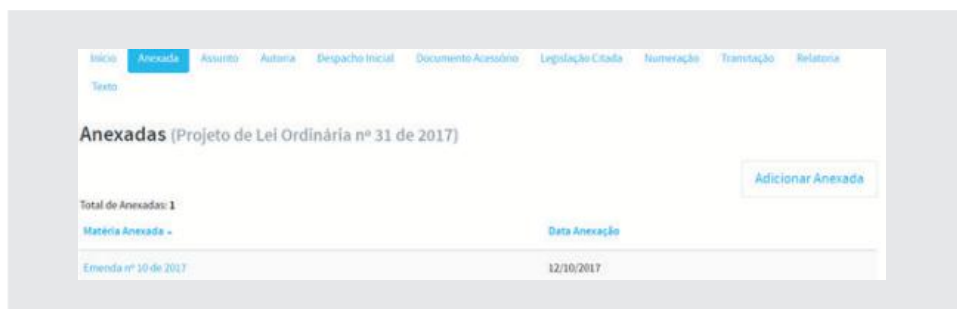 Início Anexada Assunto Autoria Despacho Inicial Documento Acessório Legislação Citada Numeração Tramitação Relatoria
Texto
Anexadas (Projeto de Lei Ordinária nº 31 de 2017)
Adicionar Anexada
Total de Anexadas: 1
Matéria Anexada
Data Anexação
Emenda nº 10 de 2017
12/10/2017